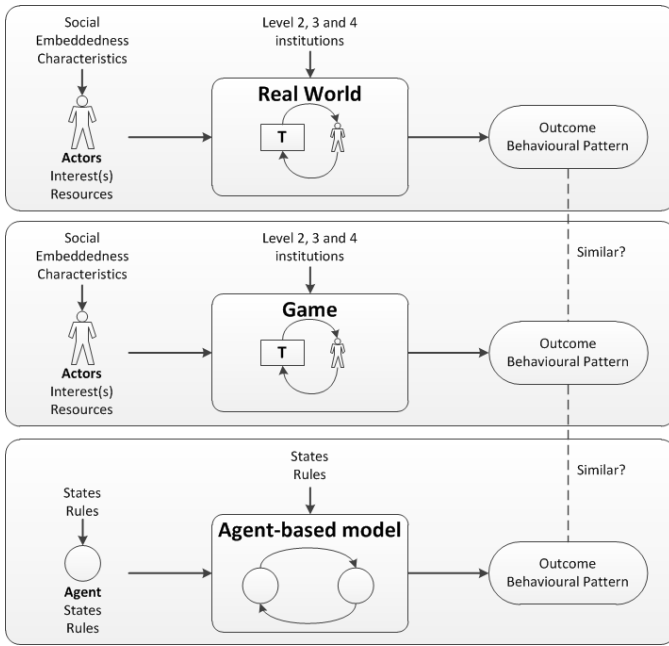 Social
Embeddedness
Characteristics
Level 2, 3 and 4
institutions
Real World
T
Actors
Interest(s)
Resources
Outcome
Behavioural Pattern
Similar?
Social
Embeddedness
Characteristics
Level 2, 3 and 4
institutions
Game
T
Actors
Interest(s)
Resources
Outcome
Behavioural Pattern
Similar?
States
Rules
States
Rules
Agent-based model
Agent
States
Rules
Outcome
Behavioural Pattern